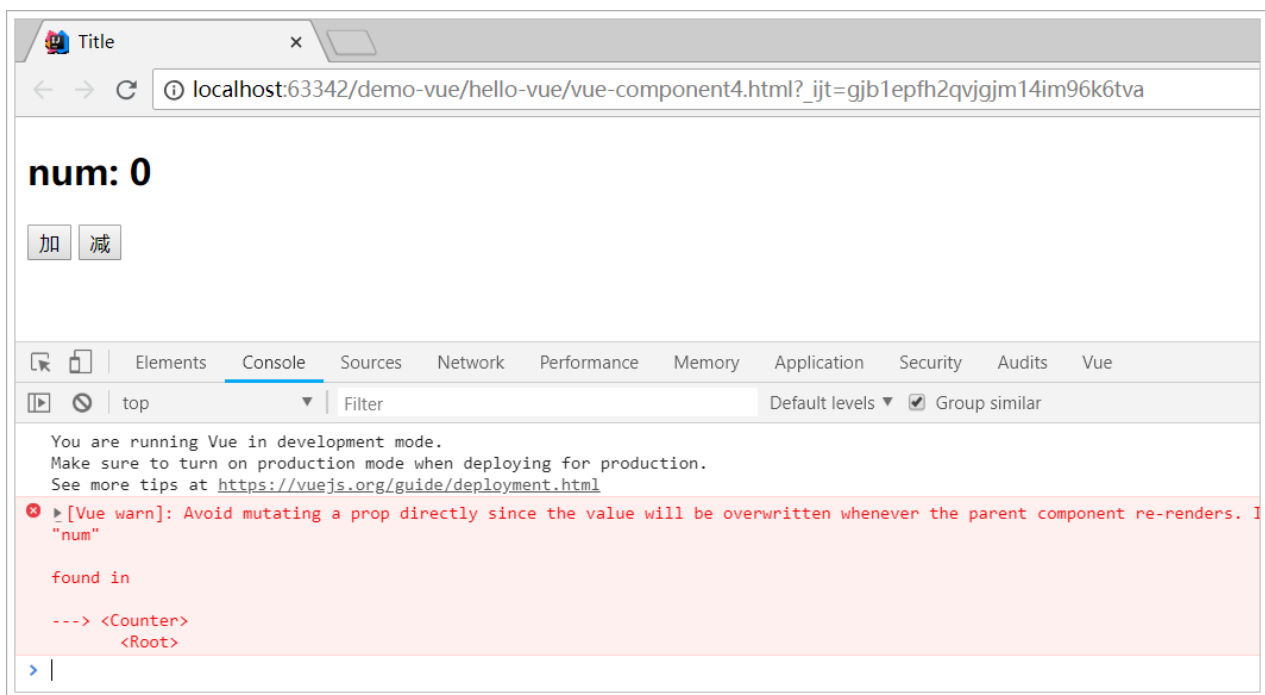 Title
localhost:63342/demo-vue/hello-vue/vue-component4.html?_ijt=gjb1epfh2qvjgjm14im96k6tva
num: 0
加 减
Elements Console Sources Network Performance Memory Application Security Audits Vue
top Filter Default levels Group similar
You are running Vue in development mode.
Make sure to turn on production mode when deploying for production.
See more tips at https://vuejs.org/guide/deployment.html
[Vue warn]: Avoid mutating a prop directly since the value will be overwritten whenever the parent component re-renders. I
"num"
found in
---> <Counter>
<Root>
>